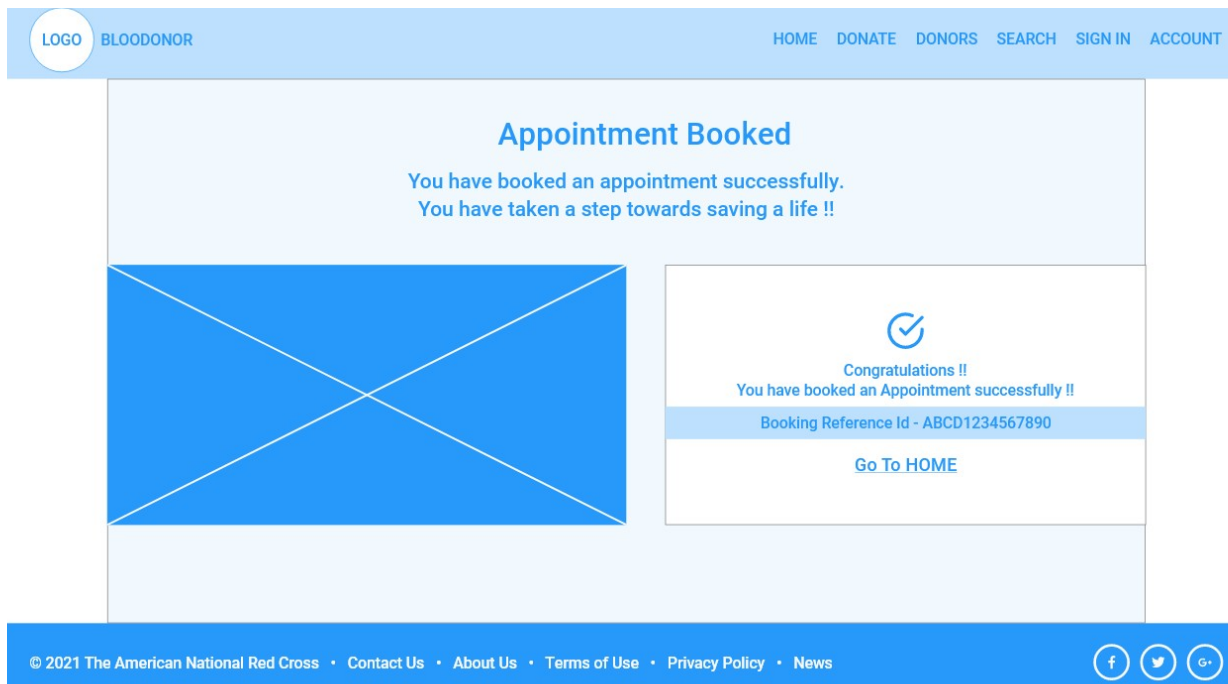 LOGO BLOODONOR HOME DONATE DONORS SEARCH SIGN IN ACCOUNT
Appointment Booked
You have booked an appointment successfully.
You have taken a step towards saving a life !!
Congratulations !!
You have booked an Appointment successfully !!
Booking Reference Id - ABCD1234567890
Go To HOME
© 2021 The American National Red Cross • Contact Us • About Us • Terms of Use • Privacy Policy • News f G+